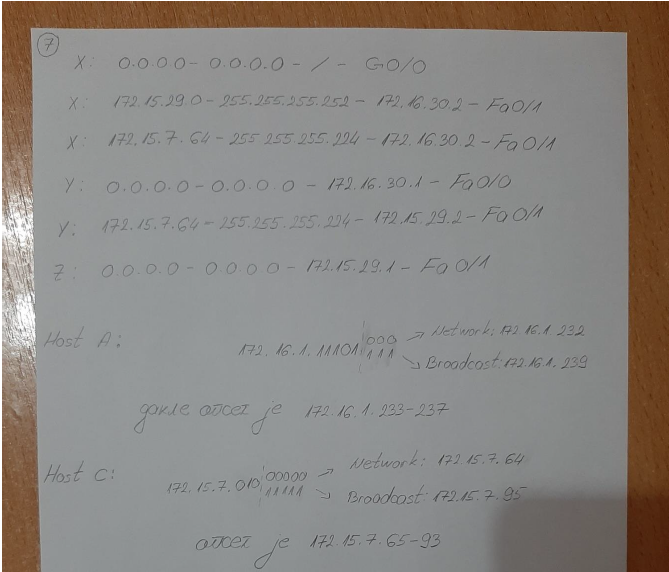 7
X: 0.0.0.0 - 0.0.0.0 - / - G0/0
X: 172.15.29.0 - 255.255.255.252 - 172.16.30.2 - Fa0/1
X: 172.15.7.64 - 255.255.255.224 - 172.16.30.2 - Fa0/1
Y: 0.0.0.0 - 0.0.0.0 - 172.16.30.1 - Fa0/0
Y: 172.15.7.64 - 255.255.255.224 - 172.15.29.2 - Fa0/1
Z: 0.0.0.0 - 0.0.0.0 - 172.15.29.1 - Fa0/1
Host A:
172.16.1.11101 000 → Network: 172.16.1.232
111 → Broadcast: 172.16.1.239
дакле опсег је 172.16.1.233-237
Host C:
172.15.7.010 00000 → Network: 172.15.7.64
11111 → Broadcast: 172.15.7.95
опсег је 172.15.7.65-93